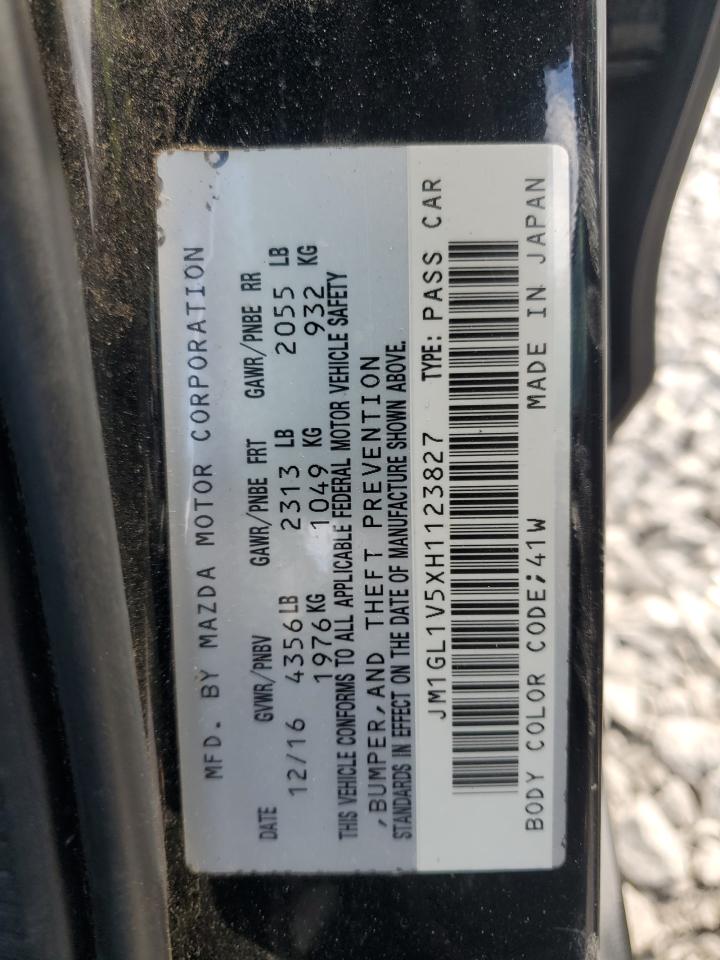 MFD. BY MAZDA MOTOR CORPORATION
DATE GVWR/PNBV GAWR/PNBE FRT GAWR/PNBE RR
12/16 4356LB 2313 LB 2055 LB
1976KG 1049 KG 932 KG
THIS VEHICLE CONFORMS TO ALL APPLICABLE FEDERAL MOTOR VEHICLE SAFETY
,BUMPER,AND THEFT PREVENTION
STANDARDS IN EFFECT ON THE DATE OF MANUFACTURE SHOWN ABOVE.
JM1GL1V5XH1123827 TYPE: PASS CAR
BODY COLOR CODE;41W MADE IN JAPAN